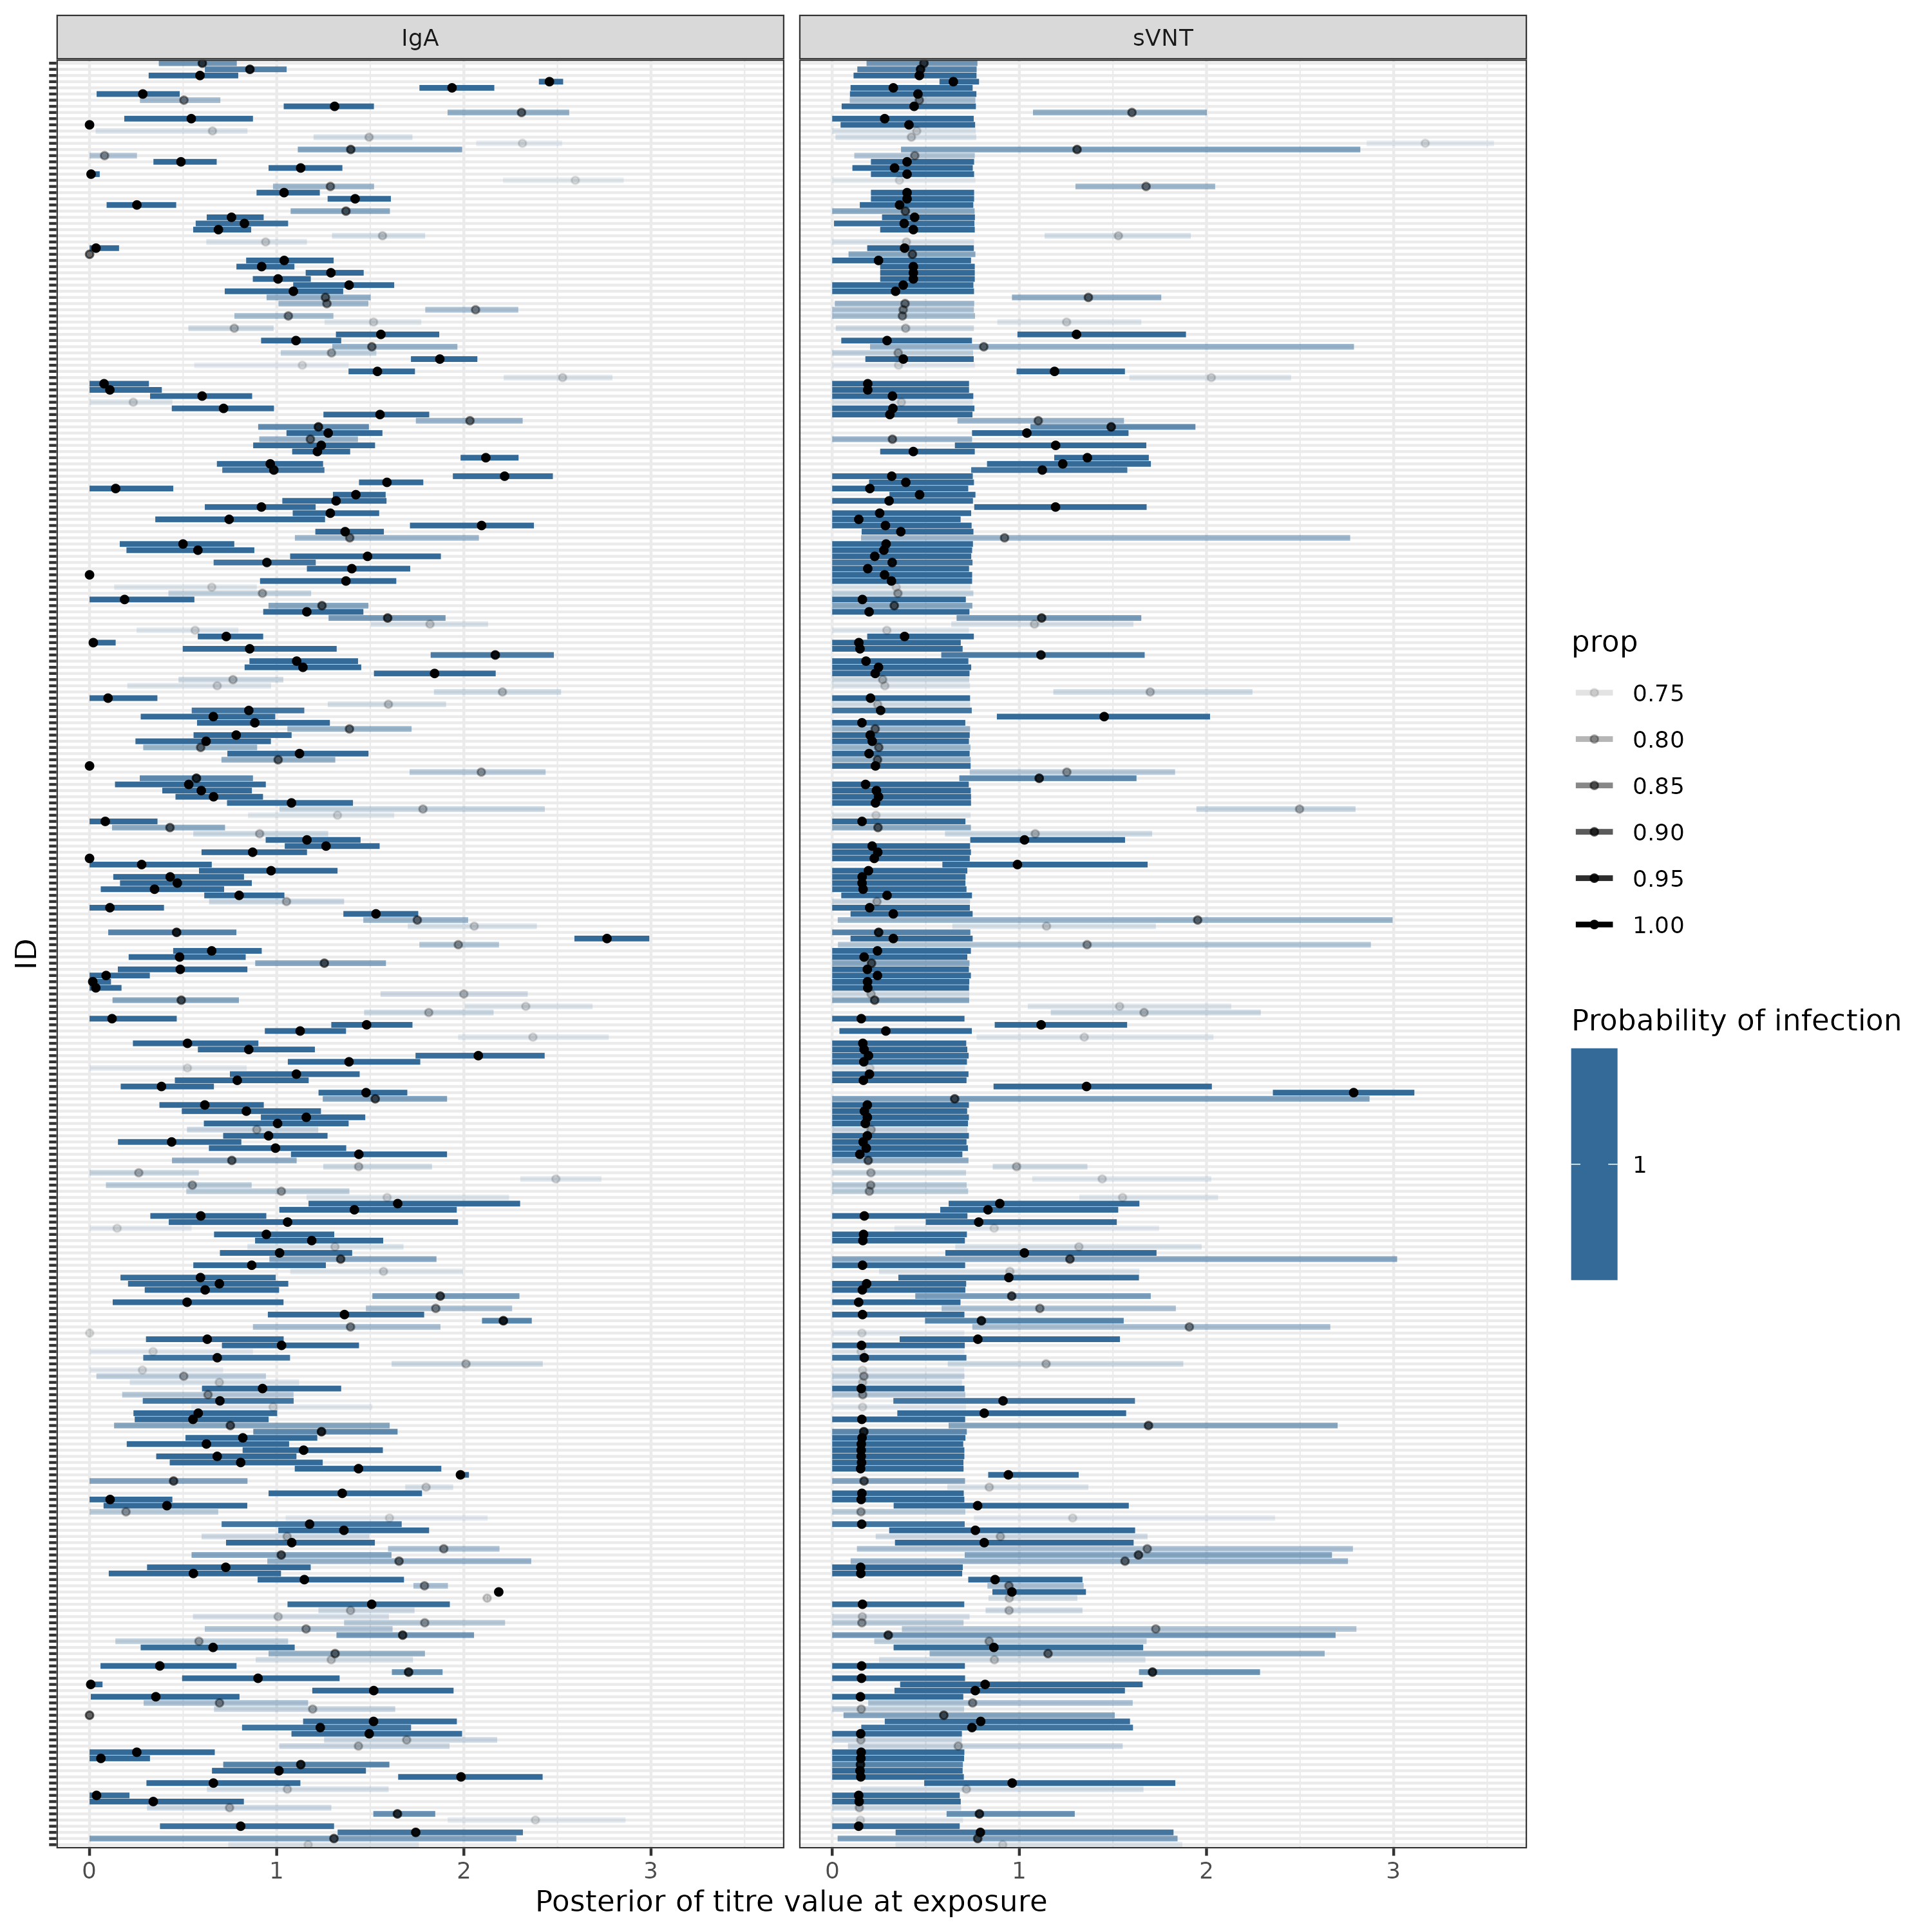 IgA
sVNT
ID
0
1
2
3
0
1
2
3
Posterior of titre value at exposure
prop
0.75
0.80
0.85
0.90
0.95
1.00
Probability of infection
1